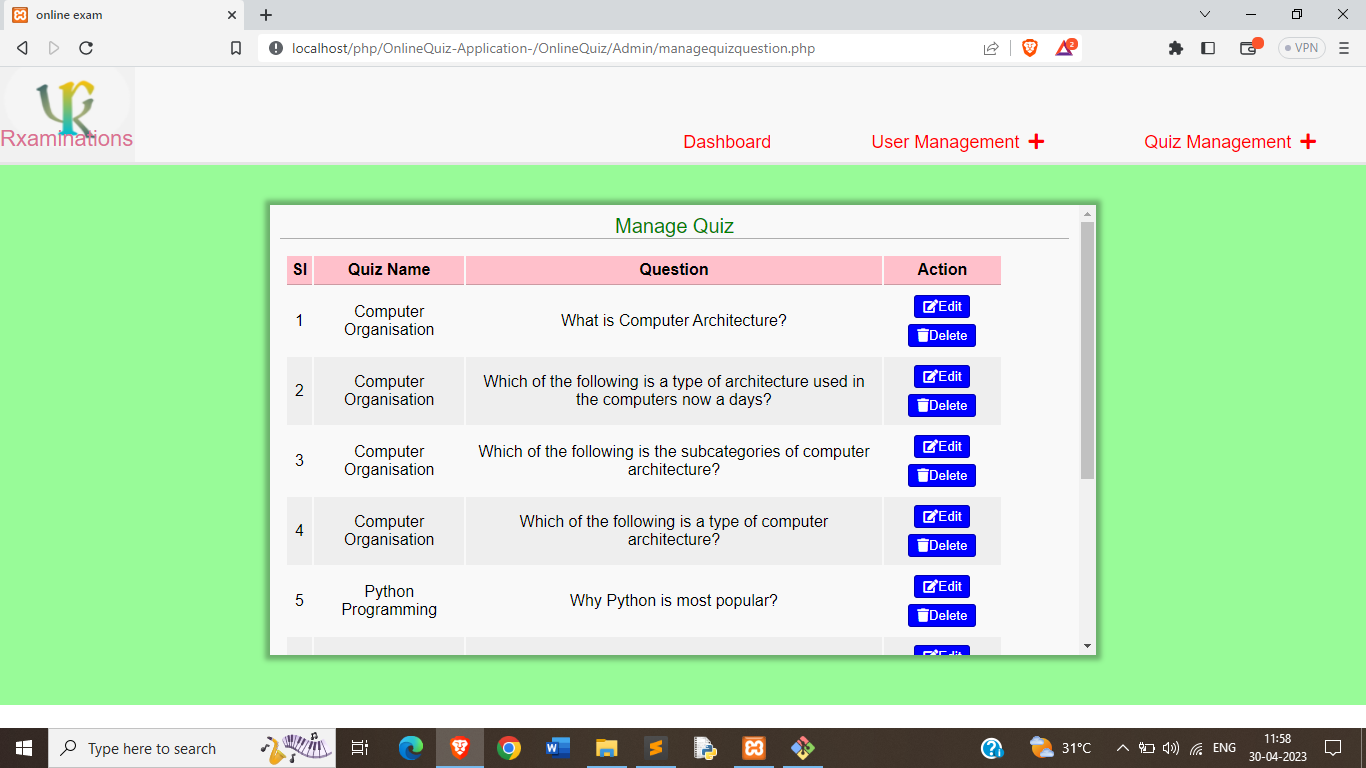 online exam
localhost/php/OnlineQuiz-Application-/OnlineQuiz/Admin/managequizquestion.php
2
VPN
Rxaminations
Dashboard
User Management
Quiz Management
Manage Quiz
Sl Quiz Name Question Action
1
Computer
Organisation
What is Computer Architecture?
Edit
Delete
2
Computer
Organisation
Which of the following is a type of architecture used in
the computers now a days?
Edit
Delete
3
Computer
Organisation
Which of the following is the subcategories of computer
architecture?
Edit
Delete
4
Computer
Organisation
Which of the following is a type of computer
architecture?
Edit
Delete
5
Python
Programming
Why Python is most popular?
Edit
Delete
Edit
Type here to search
31°C
ENG
11:58
30-04-2023